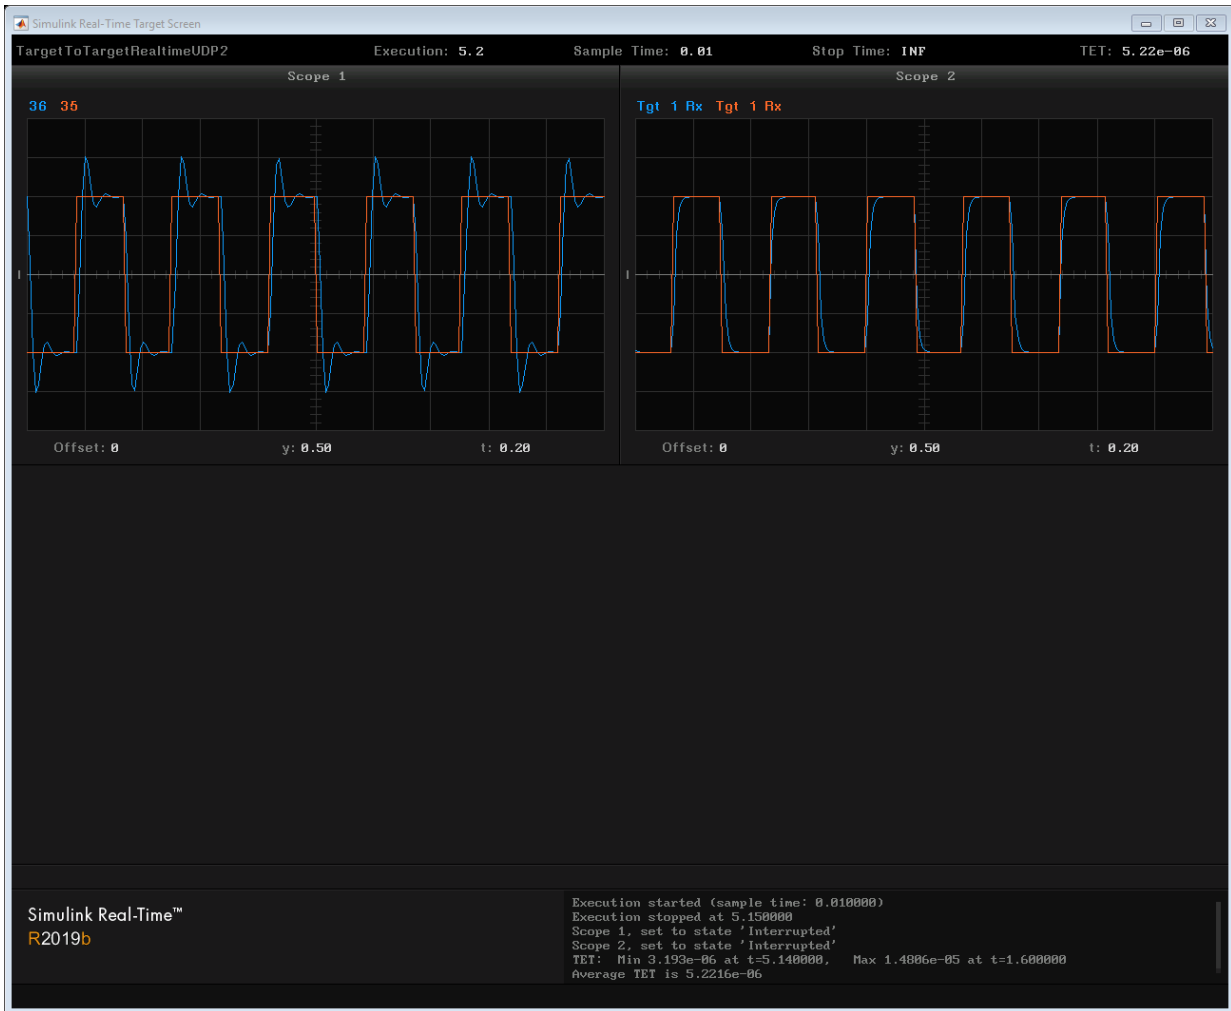 Simulink Real-Time Target Screen
TargetToTargetRealtimeUDP2 Execution: 5.2 Sample Time: 0.01 Stop Time: INF TET: 5.22e-06
Scope 1
36 35
Offset: 0 y: 0.50 t: 0.20
Scope 2
Tgt 1 Rx Tgt 1 Rx
Offset: 0 y: 0.50 t: 0.20
Simulink Real-Time™
R2019b
Execution started (sample time: 0.010000)
Execution stopped at 5.150000
Scope 1, set to state 'Interrupted'
Scope 2, set to state 'Interrupted'
TET: Min 3.193e-06 at t=5.140000, Max 1.4806e-05 at t=1.600000
Average TET is 5.2216e-06